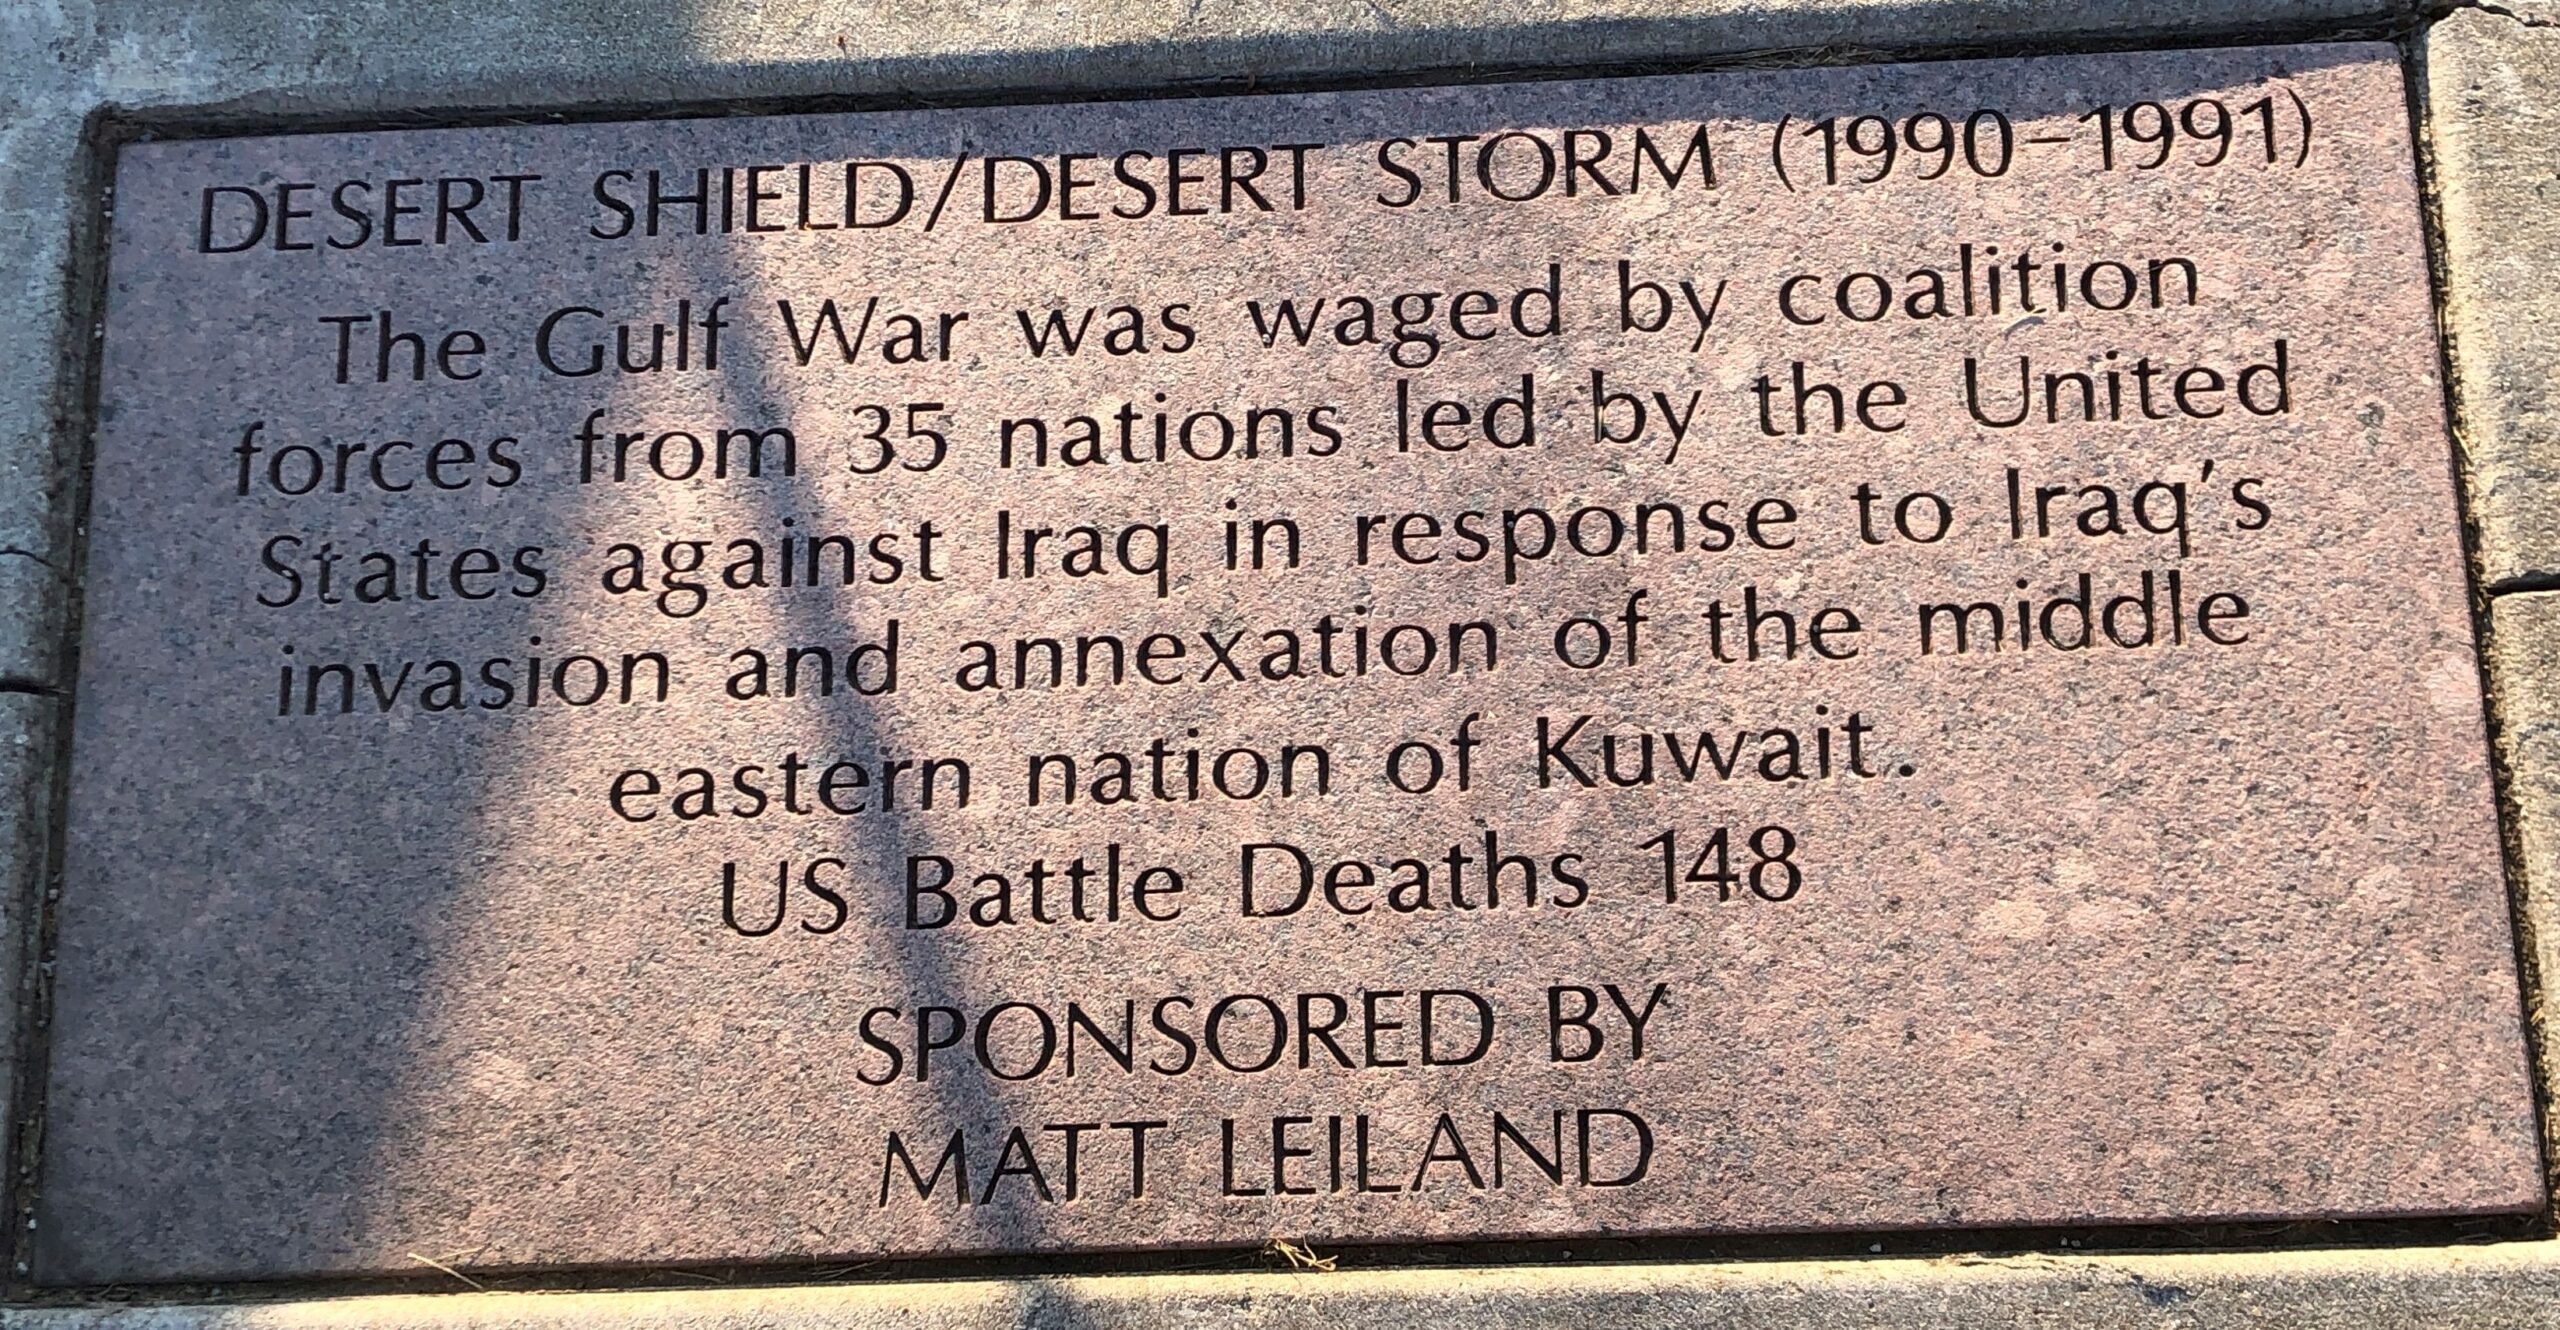 DESERT SHIELD/DESERT STORM (1990-1991)
The Gulf War was waged by coalition
forces from 35 nations led by the United
States against Iraq in response to Iraq's
invasion and annexation of the middle
eastern nation of Kuwait.
US Battle Deaths 148
SPONSORED BY
MATT LEILAND